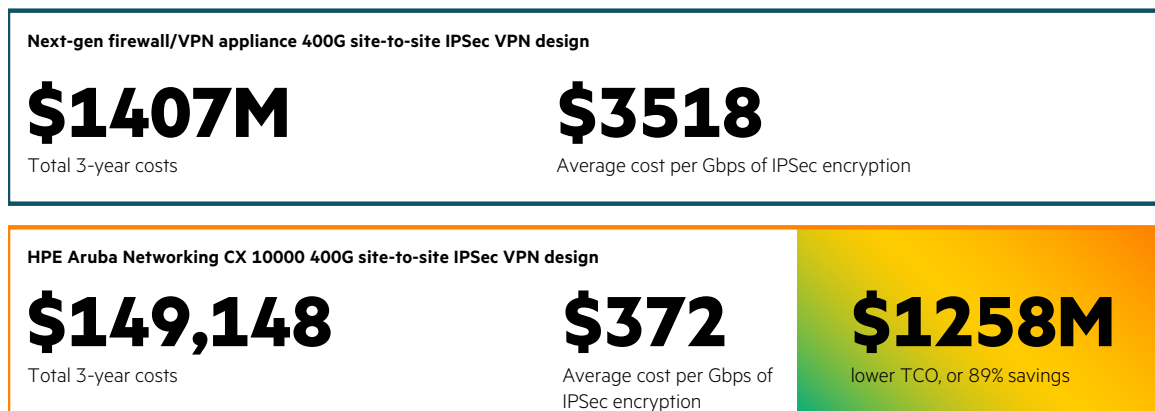 Next-gen firewall/VPN appliance 400G site-to-site IPSec VPN design
$1407M
Total 3-year costs
$3518
Average cost per Gbps of IPSec encryption
HPE Aruba Networking CX 10000 400G site-to-site IPSec VPN design
$149,148
Total 3-year costs
$372
Average cost per Gbps of
IPSec encryption
$1258M
lower TCO, or 89% savings